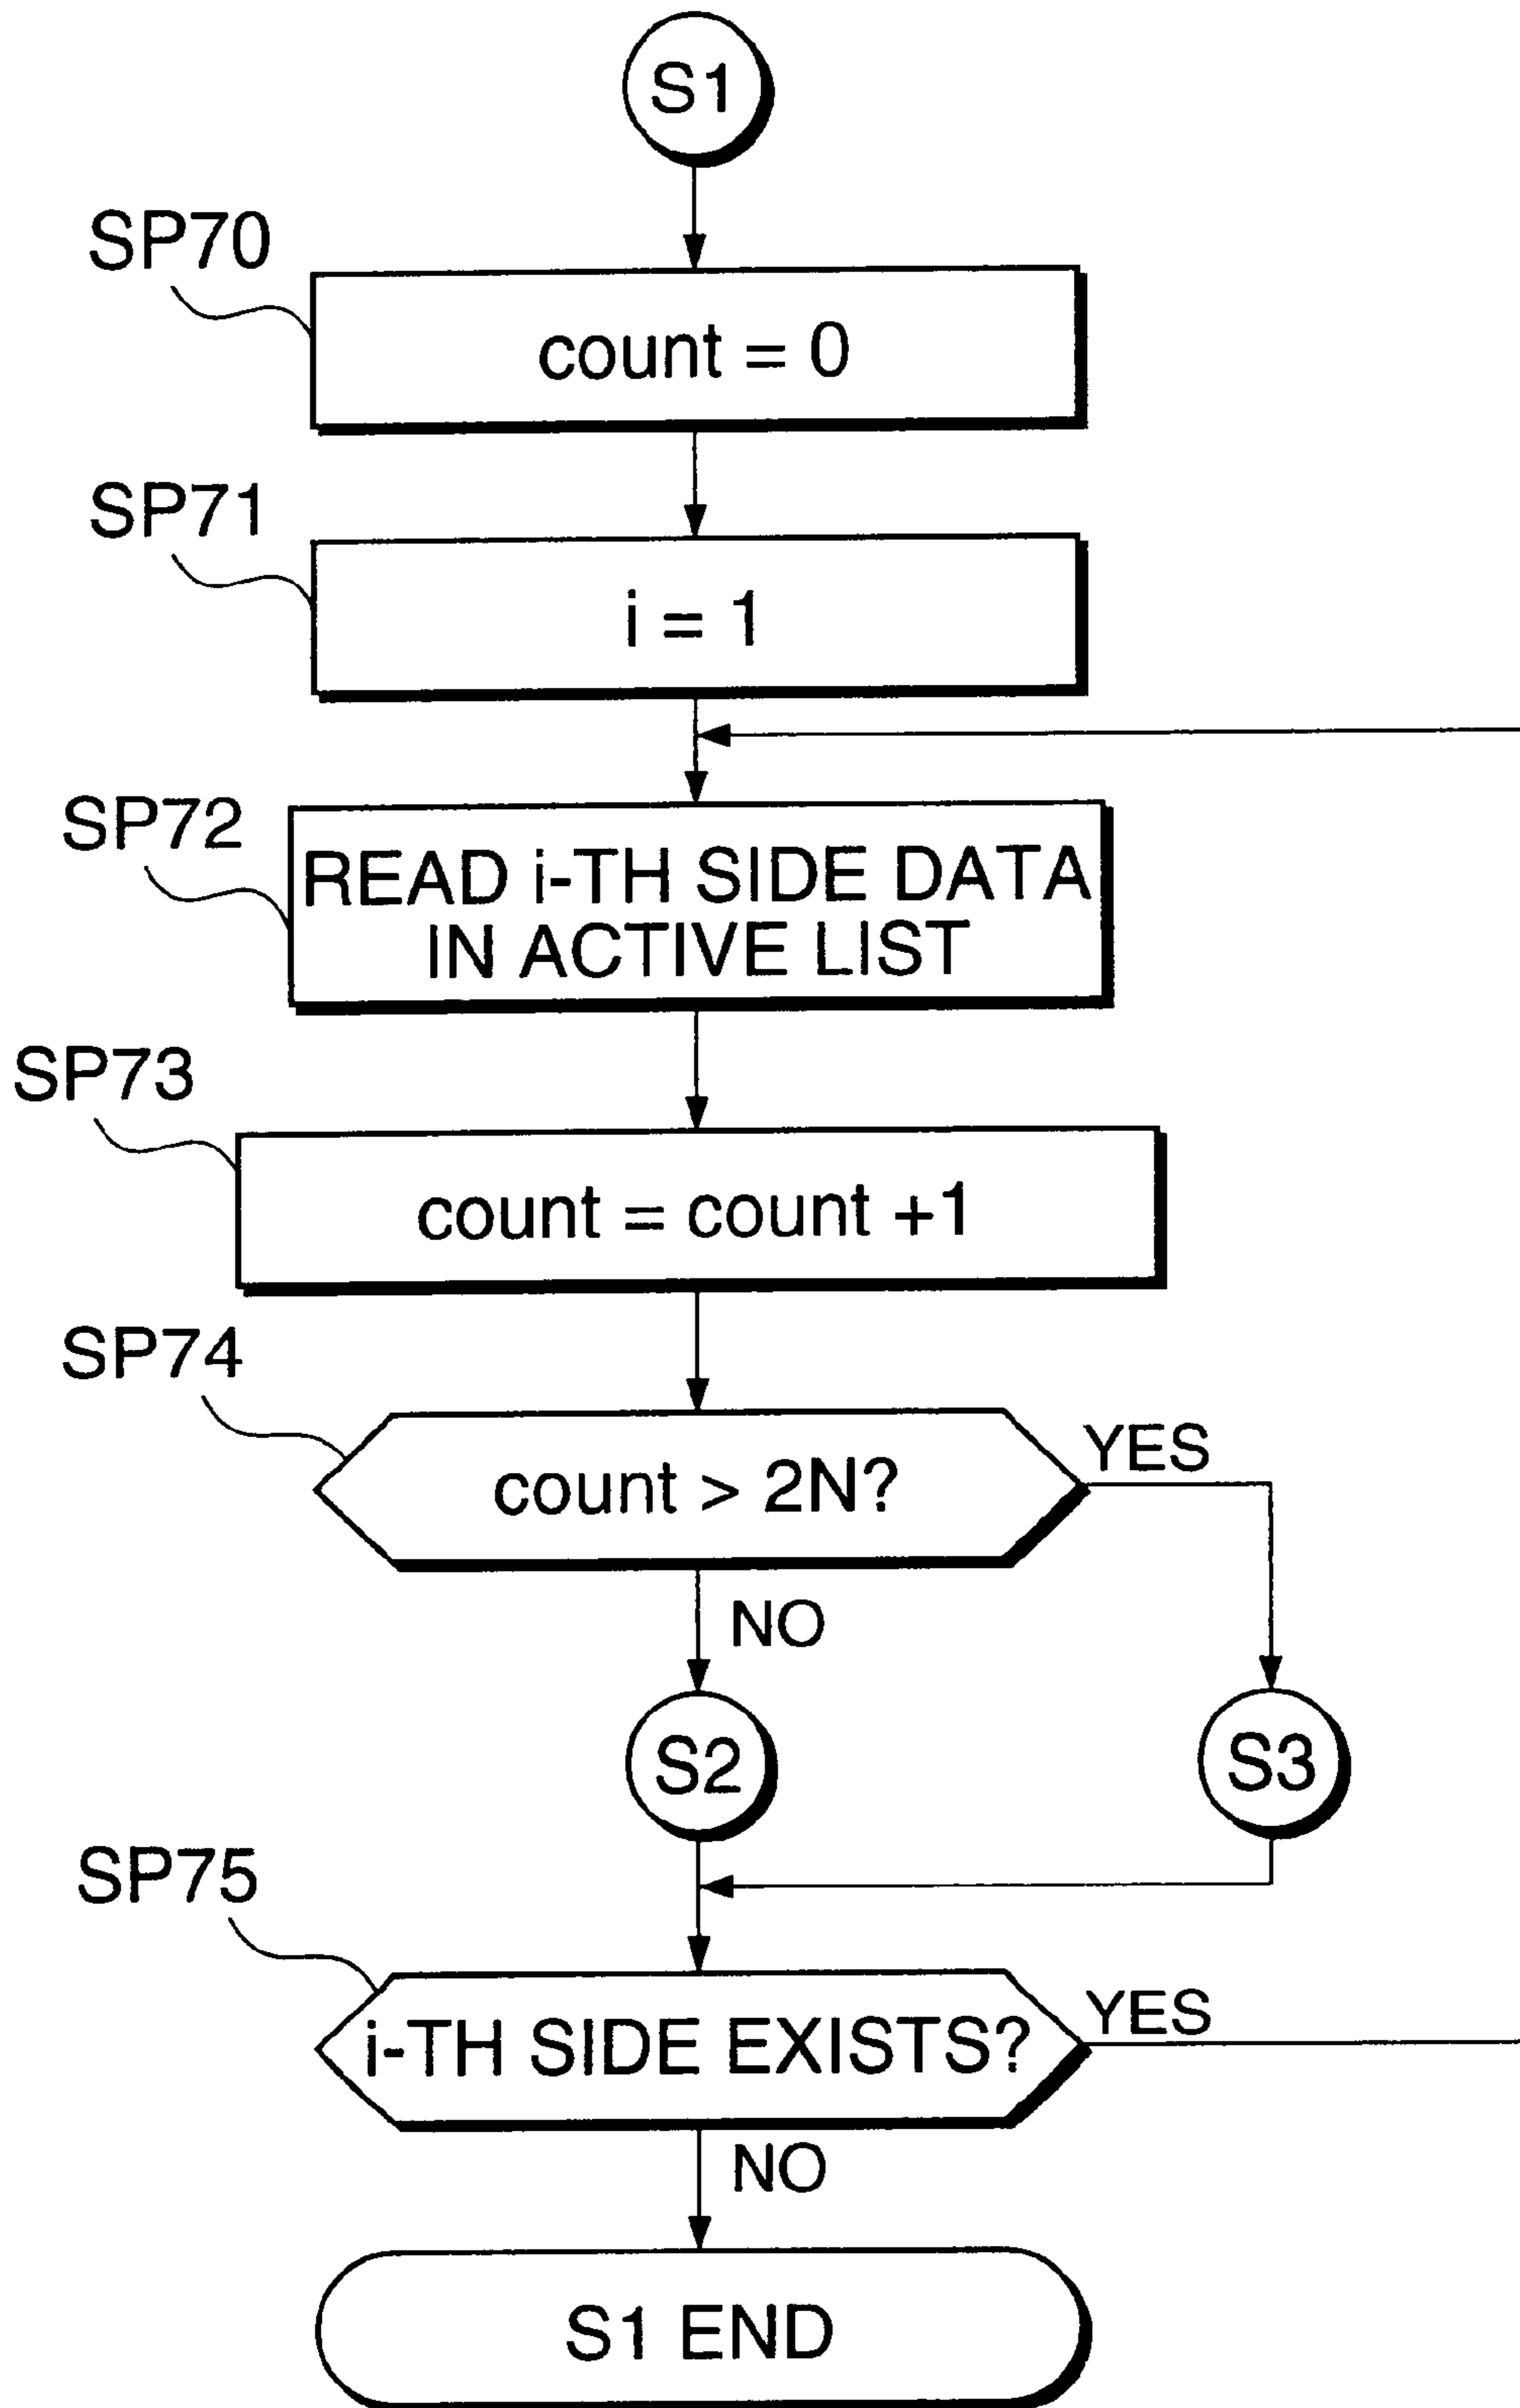 S1
SP70
count = 0
SP71
i = 1
SP72
READ i-TH SIDE DATA
IN ACTIVE LIST
SP73
count = count +1
SP74
count > 2N?
YES
NO
S2
S3
SP75
i-TH SIDE EXISTS?
YES
NO
S1 END